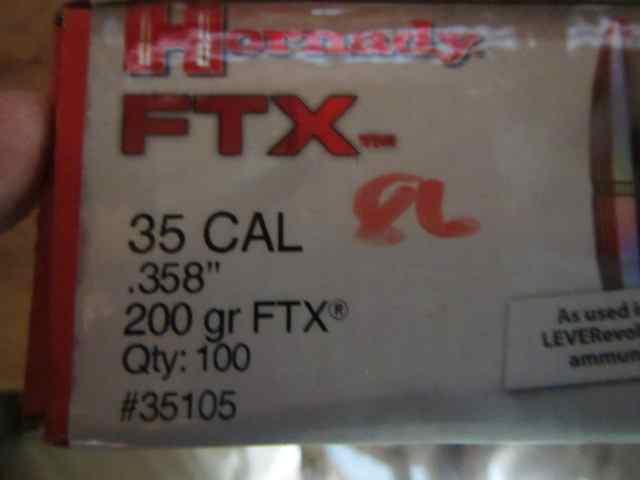 Hornady
FTX™
35 CAL
.358"
200 gr FTX®
Qty: 100
#35105
As used i
LEVERevol
ammun